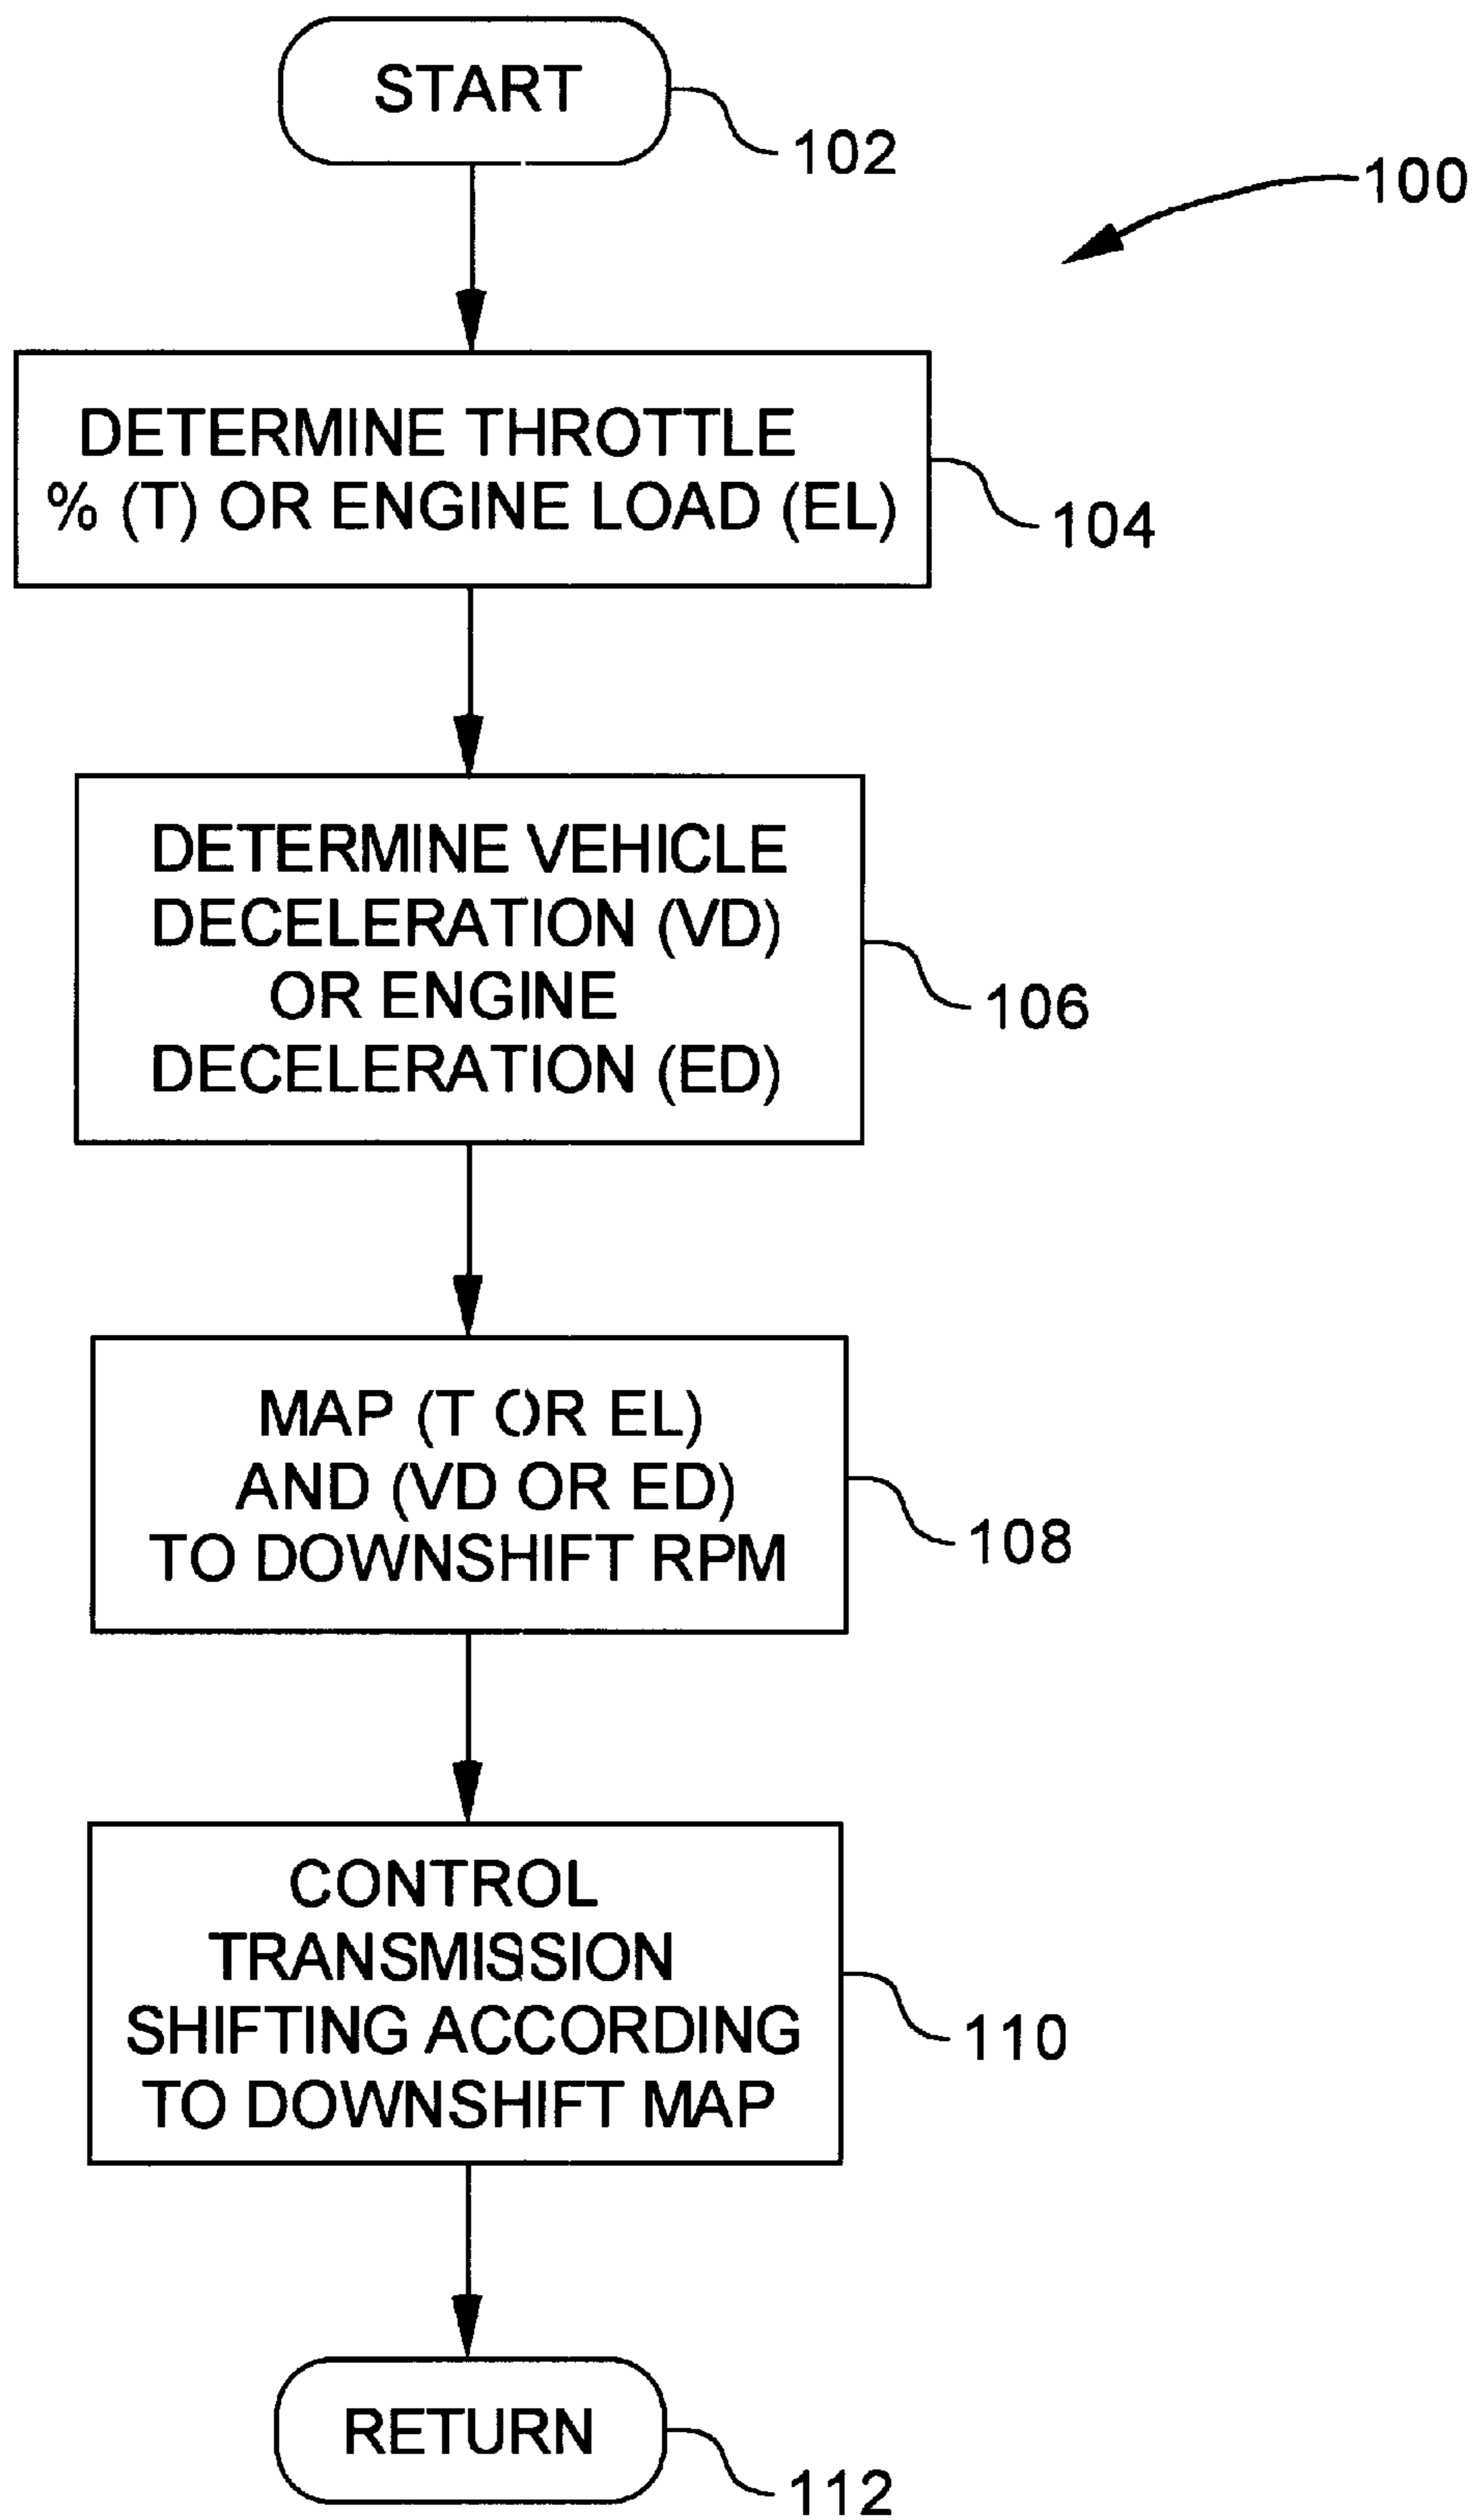 START
102
100
DETERMINE THROTTLE
% (T) OR ENGINE LOAD (EL)
104
DETERMINE VEHICLE
DECELERATION (VD)
OR ENGINE
DECELERATION (ED)
106
MAP (T OR EL)
AND (VD OR ED)
TO DOWNSHIFT RPM
108
CONTROL
TRANSMISSION
SHIFTING ACCORDING
TO DOWNSHIFT MAP
110
RETURN
112